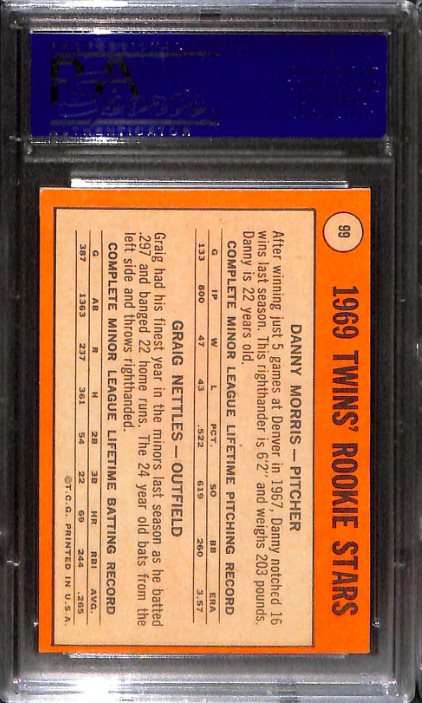 PSA
99
1969 TWINS' ROOKIE STARS
DANNY MORRIS — PITCHER
After winning just 5 games at Denver in 1967, Danny notched 16
wins last season. This righthander is 6'2" and weighs 203 pounds.
Danny is 22 years old.
COMPLETE MINOR LEAGUE LIFETIME PITCHING RECORD
G IP W L PCT. SO BB ERA
133 800 47 43 .522 619 260 3.57
GRAIG NETTLES — OUTFIELD
Graig had his finest year in the minors last season as he batted
.297 and banged 22 home runs. The 24 year old bats from the
left side and throws righthanded.
COMPLETE MINOR LEAGUE LIFETIME BATTING RECORD
G AB R H 2B 3B HR RBI AVG.
387 1363 237 361 54 22 69 244 .265
©T.C.G. PRINTED IN U.S.A.